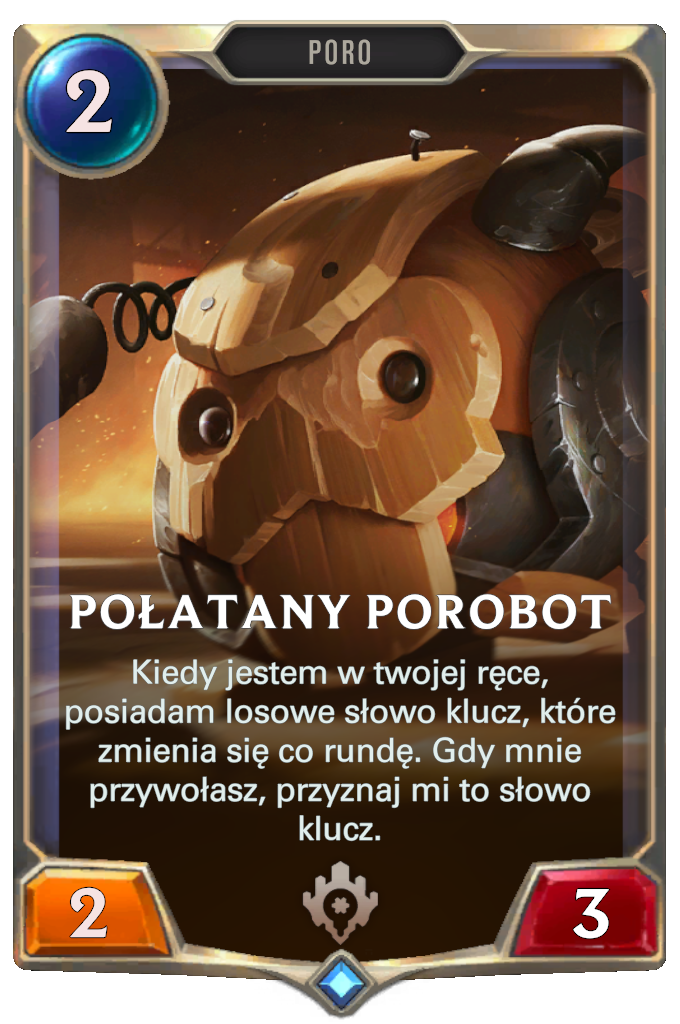 PORO
2
POŁATANY POROBOT
Kiedy jestem w twojej ręce,
posiadam losowe słowo klucz, które
zmienia się co rundę. Gdy mnie
przywołasz, przyznaj mi to słowo
klucz.
2
3